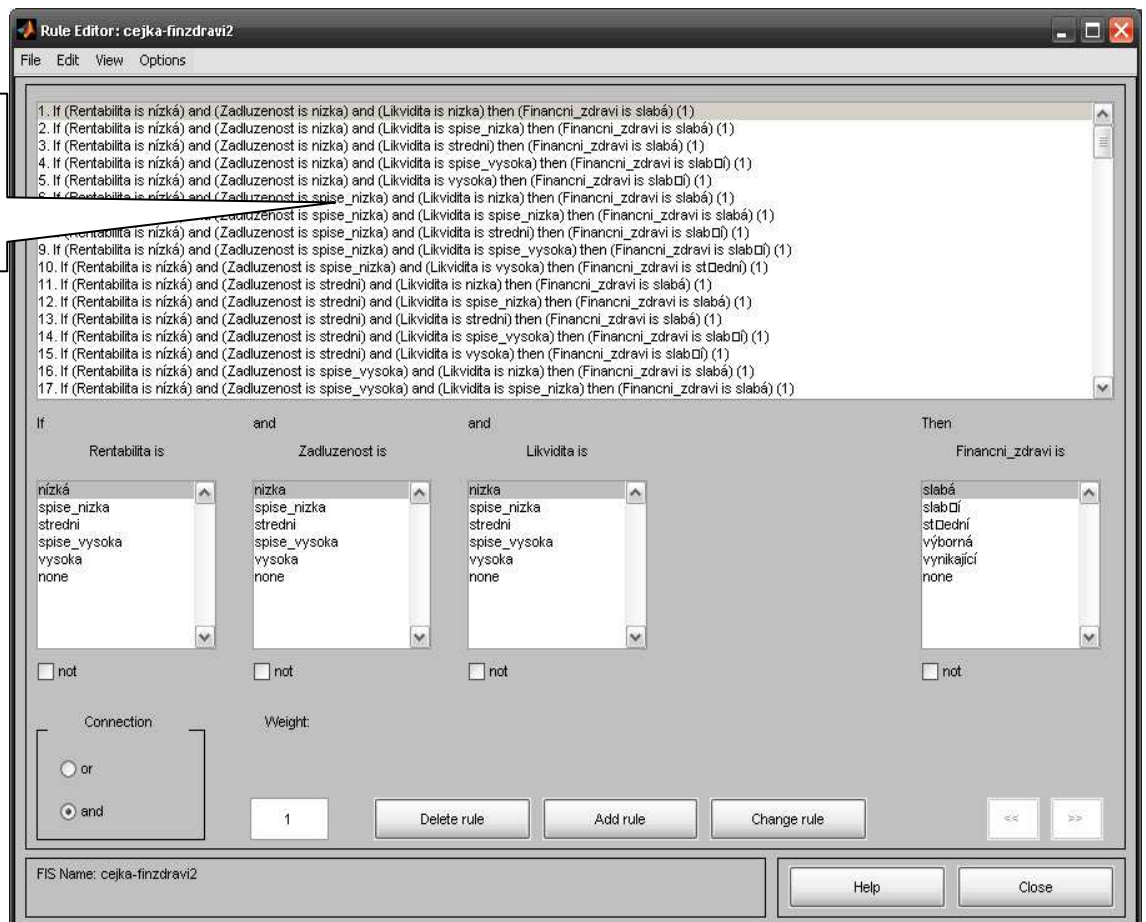 Rule Editor: cejka-finzdravi2
File Edit View Options
1. If (Rentabilita is nízká) and (Zadluzenost is nizka) and (Likvidita is nizka) then (Financni_zdravi is slabá) (1)
2. If (Rentabilita is nízká) and (Zadluzenost is nizka) and (Likvidita is spise_nizka) then (Financni_zdravi is slabá) (1)
3. If (Rentabilita is nízká) and (Zadluzenost is nizka) and (Likvidita is stredni) then (Financni_zdravi is slabá) (1)
4. If (Rentabilita is nízká) and (Zadluzenost is nizka) and (Likvidita is spise_vysoka) then (Financni_zdravi is slab□í) (1)
5. If (Rentabilita is nízká) and (Zadluzenost is nizka) and (Likvidita is vysoka) then (Financni_zdravi is slab□í) (1)
(Rentabilita is nízká) and (Zadluzenost is spise_nizka) and (Likvidita is nizka) then (Financni_zdravi is slabá) (1)
is spise_nizka) and (Likvidita is spise_nizka) then (Financni_zdravi is slabá) (1)
is nízká) and (Zadluzenost is spise_nizka) and (Likvidita is stredni) then (Financni_zdravi is slab□í) (1)
9. If (Rentabilita is nízká) and (Zadluzenost is spise_nizka) and (Likvidita is spise_vysoka) then (Financni_zdravi is slab□í) (1)
10. If (Rentabilita is nízká) and (Zadluzenost is spise_nizka) and (Likvidita is vysoka) then (Financni_zdravi is st□ední) (1)
11. If (Rentabilita is nízká) and (Zadluzenost is stredni) and (Likvidita is nizka) then (Financni_zdravi is slabá) (1)
12. If (Rentabilita is nízká) and (Zadluzenost is stredni) and (Likvidita is spise_nizka) then (Financni_zdravi is slabá) (1)
13. If (Rentabilita is nízká) and (Zadluzenost is stredni) and (Likvidita is stredni) then (Financni_zdravi is slabá) (1)
14. If (Rentabilita is nízká) and (Zadluzenost is stredni) and (Likvidita is spise_vysoka) then (Financni_zdravi is slab□í) (1)
15. If (Rentabilita is nízká) and (Zadluzenost is stredni) and (Likvidita is vysoka) then (Financni_zdravi is slab□í) (1)
16. If (Rentabilita is nízká) and (Zadluzenost is spise_vysoka) and (Likvidita is nizka) then (Financni_zdravi is slabá) (1)
17. If (Rentabilita is nízká) and (Zadluzenost is spise_vysoka) and (Likvidita is spise_nizka) then (Financni_zdravi is slabá) (1)
If and and Then
Rentabilita is Zadluzenost is Likvidita is Financni_zdravi is
nízká nizka nizka slabá
spise_nizka spise_nizka spise_nizka slab□í
stredni stredni stredni st□ední
spise_vysoka spise_vysoka spise_vysoka výborná
vysoka vysoka vysoka vynikající
none none none none
not not not not
Connection Weight:
or
and 1 Delete rule Add rule Change rule << >>
FIS Name: cejka-finzdravi2 Help Close